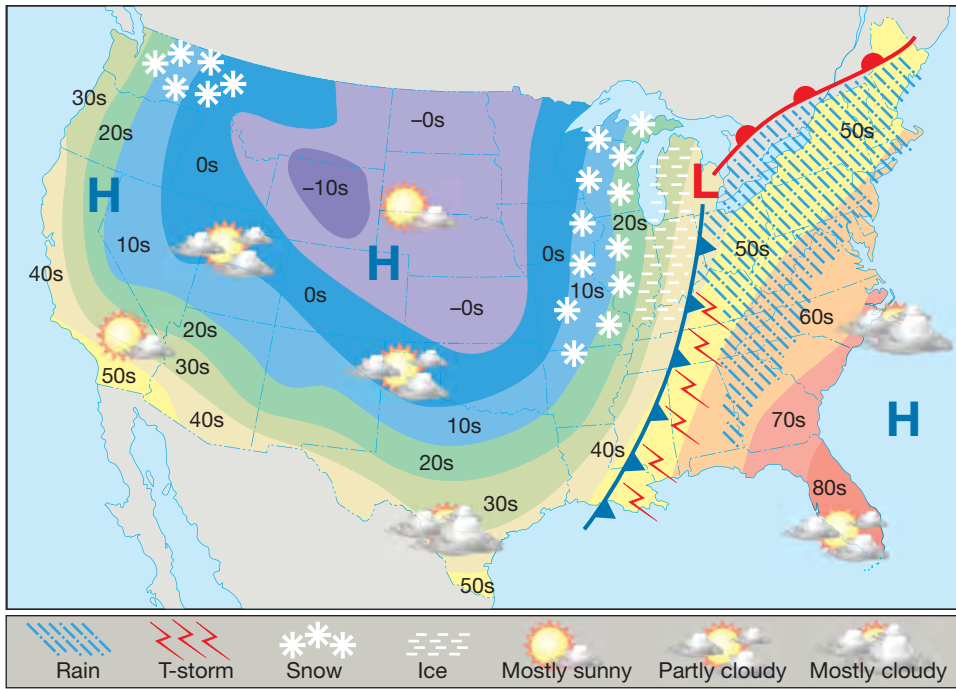 –0s
30s
50s
20s
0s
–10s
H
L
20s
H
50s
10s
H
0s
40s
10s
0s
–0s
60s
20s
50s
30s
40s
70s
H
10s
40s
20s
80s
30s
50s
Rain
T-storm
Snow
Ice
Mostly sunny
Partly cloudy
Mostly cloudy